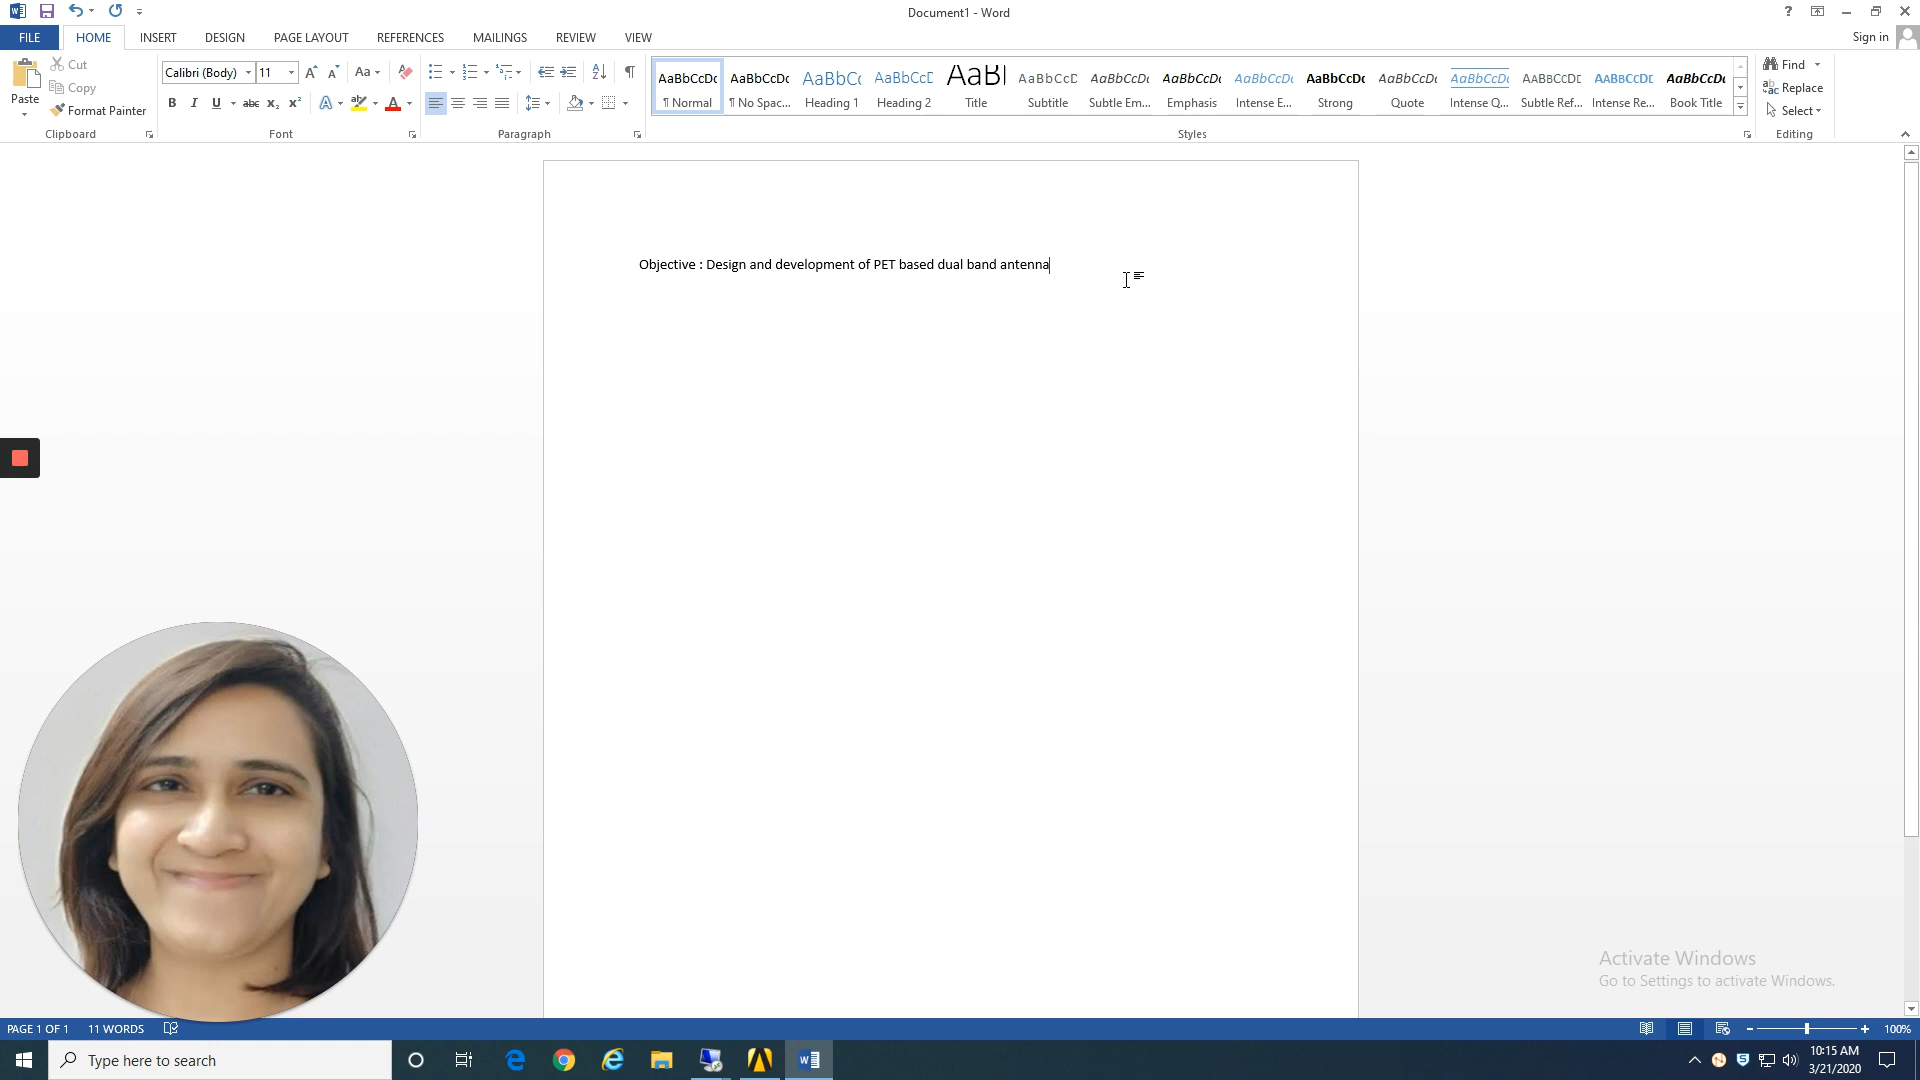 Document1 - Word
FILE HOME INSERT DESIGN PAGE LAYOUT REFERENCES MAILINGS REVIEW VIEW Sign in
Paste Cut Copy Format Painter Clipboard
Calibri (Body) 11 Font
Paragraph
AaBbCcDc AaBbCcDc AaBbC AaBbCcD AaB AaBbCcD AaBbCcDc AaBbCcDc AaBbCcDc AaBbCcDc AaBbCcDc AaBbCcDc AABBCCDE AABBCCDE AaBbCcDc
¶ Normal ¶ No Spac... Heading 1 Heading 2 Title Subtitle Subtle Em... Emphasis Intense E... Strong Quote Intense Q... Subtle Ref... Intense Re... Book Title
Styles
Find
Replace
Select
Editing
Objective : Design and development of PET based dual band antenna
Activate Windows
Go to Settings to activate Windows.
PAGE 1 OF 1 11 WORDS 100%
Type here to search
10:15 AM
3/21/2020